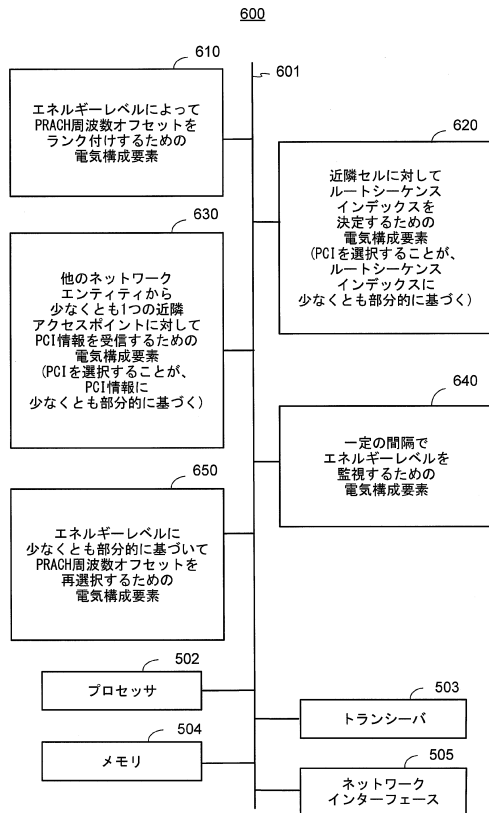 600
610
エネルギーレベルによって
PRACH周波数オフセットを
ランク付けするための
電気構成要素
601
620
近隣セルに対して
ルートシーケンス
インデックスを
決定するための
電気構成要素
(PCIを選択することが、
ルートシーケンス
インデックスに
少なくとも部分的に基づく)
630
他のネットワーク
エンティティから
少なくとも1つの近隣
アクセスポイントに対して
PCI情報を受信するための
電気構成要素
(PCIを選択することが、
PCI情報に
少なくとも部分的に基づく)
640
一定の間隔で
エネルギーレベルを
監視するための
電気構成要素
650
エネルギーレベルに
少なくとも部分的に基づいて
PRACH周波数オフセットを
再選択するための
電気構成要素
502
プロセッサ
503
トランシーバ
504
メモリ
505
ネットワーク
インターフェース